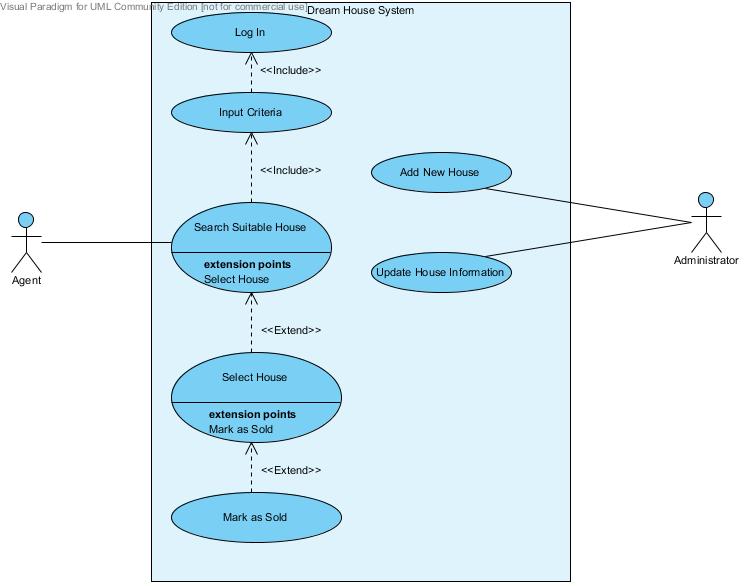 Visual Paradigm for UML Community Edition [not for commercial use]
Dream House System
Log In
<<Include>>
Input Criteria
<<Include>>
Add New House
Search Suitable House
extension points
Select House
Agent
Administrator
Update House Information
<<Extend>>
Select House
extension points
Mark as Sold
<<Extend>>
Mark as Sold